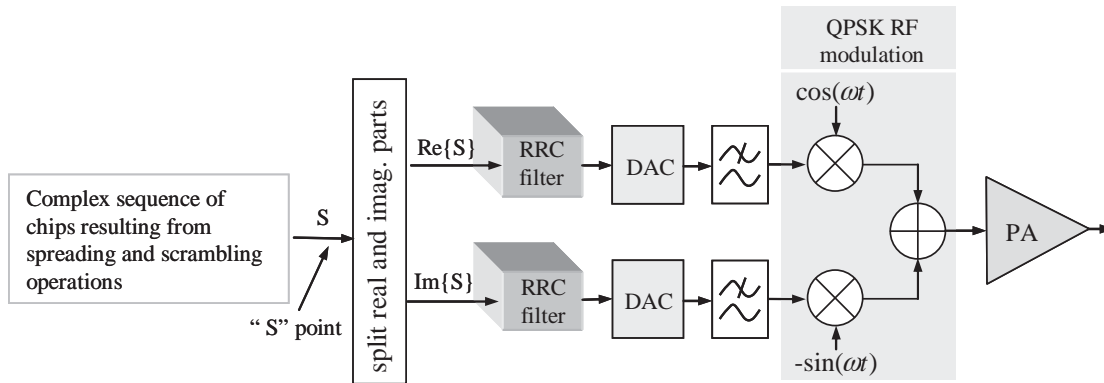 QPSK RF
modulation
cos(ωt)
Re{S}
RRC
filter
DAC
Complex sequence of
chips resulting from
spreading and scrambling
operations
S
split real and imag. parts
PA
Im{S}
RRC
filter
DAC
“ S” point
-sin(ωt)